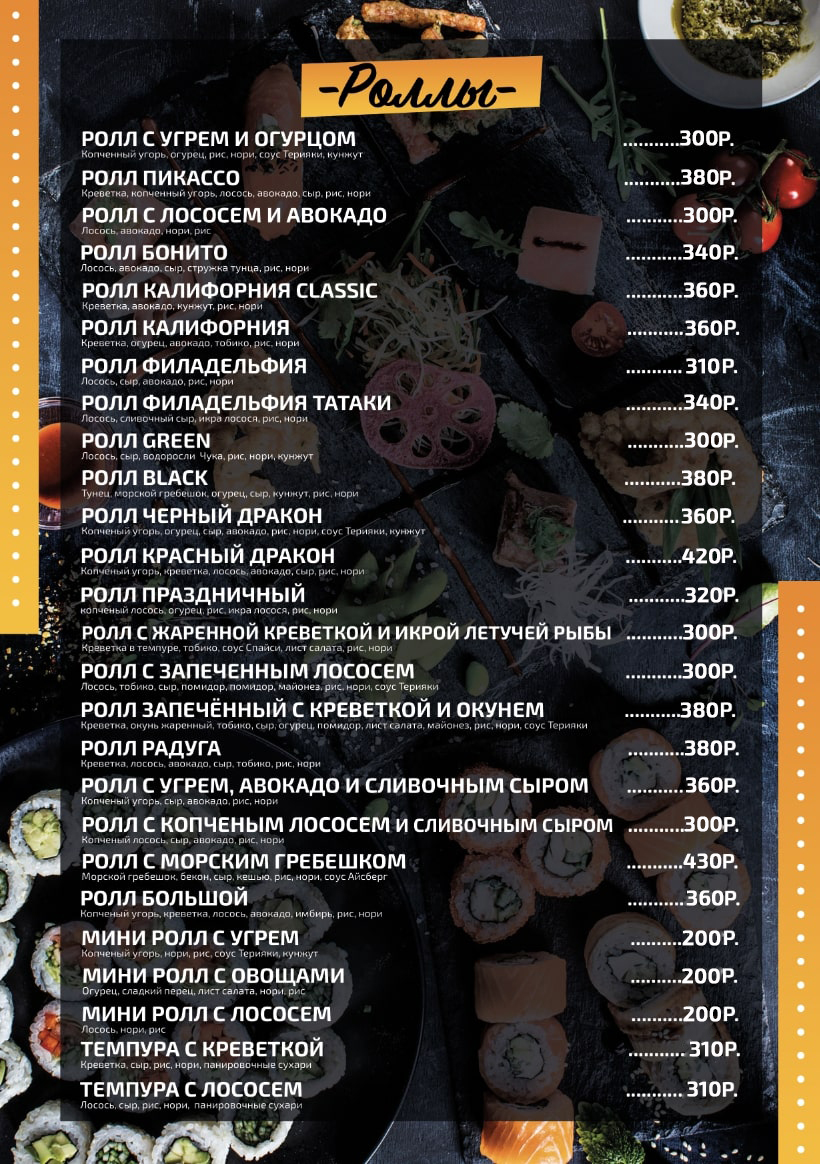 -Роллы-
РОЛЛ С УГРЕМ И ОГУРЦОМ ...........300Р.
Копченный угорь, огурец, рис, нори, соус Терияки, кунжут
РОЛЛ ПИКАССО ...........380Р.
Креветка, копченный угорь, лосось, авокадо, сыр, рис, нори
РОЛЛ С ЛОСОСЕМ И АВОКАДО ...........300Р.
Лосось, авокадо, нори, рис
РОЛЛ БОНИТО ...........340Р.
Лосось, авокадо, сыр, стружка тунца, рис, нори
РОЛЛ КАЛИФОРНИЯ CLASSIC ...........360Р.
Креветка, авокадо, кунжут, рис, нори
РОЛЛ КАЛИФОРНИЯ ...........360Р.
Креветка, огурец, авокадо, тобико, рис, нори
РОЛЛ ФИЛАДЕЛЬФИЯ ...........310Р.
Лосось, сыр, авокадо, рис, нори
РОЛЛ ФИЛАДЕЛЬФИЯ ТАТАКИ ...........340Р.
Лосось, сливочный сыр, икра лосося, рис, нори
РОЛЛ GREEN ...........300Р.
Лосось, сыр, водоросли Чука, рис, нори, кунжут
РОЛЛ BLACK ...........380Р.
Тунец, морской гребешок, огурец, сыр, кунжут, рис, нори
РОЛЛ ЧЕРНЫЙ ДРАКОН ...........360Р.
Копченый угорь, огурец, сыр, авокадо, рис, нори, соус Терияки, кунжут
РОЛЛ КРАСНЫЙ ДРАКОН ...........420Р.
Копченый угорь, креветка, лосось, авокадо, сыр, рис, нори
РОЛЛ ПРАЗДНИЧНЫЙ ...........320Р.
копченый лосось, огурец, рис, икра лосося, рис, нори
РОЛЛ С ЖАРЕННОЙ КРЕВЕТКОЙ И ИКРОЙ ЛЕТУЧЕЙ РЫБЫ ...........300Р.
Креветка в темпуре, тобико, соус Спайси, лист салата, рис, нори
РОЛЛ С ЗАПЕЧЕННЫМ ЛОСОСЕМ ...........300Р.
Лосось, тобико, сыр, помидор, помидор, майонез, рис, нори, соус Терияки
РОЛЛ ЗАПЕЧЁННЫЙ С КРЕВЕТКОЙ И ОКУНЕМ ...........380Р.
Креветка, окунь жаренный, тобико, сыр, огурец, помидор, лист салата, майонез, рис, нори, соус Терияки
РОЛЛ РАДУГА ...........380Р.
Креветка, лосось, авокадо, сыр, тобико, рис, нори
РОЛЛ С УГРЕМ, АВОКАДО И СЛИВОЧНЫМ СЫРОМ ...........360Р.
Копченый угорь, сыр, авокадо, рис, нори
РОЛЛ С КОПЧЕНЫМ ЛОСОСЕМ И СЛИВОЧНЫМ СЫРОМ ...........300Р.
Копченый лосось, сыр, авокадо, рис, нори
РОЛЛ С МОРСКИМ ГРЕБЕШКОМ ...........430Р.
Морской гребешок, бекон, сыр, кешью, рис, нори, соус Айсберг
РОЛЛ БОЛЬШОЙ ...........360Р.
Копченый угорь, креветка, лосось, авокадо, имбирь, рис, нори
МИНИ РОЛЛ С УГРЕМ ..........200Р.
Копченый угорь, нори, рис, соус Терияки, кунжут
МИНИ РОЛЛ С ОВОЩАМИ ..........200Р.
Огурец, сладкий перец, лист салата, нори, рис
МИНИ РОЛЛ С ЛОСОСЕМ ..........200Р.
Лосось, нори, рис
ТЕМПУРА С КРЕВЕТКОЙ ........... 310Р.
Креветка, сыр, рис, нори, панировочные сухари
ТЕМПУРА С ЛОСОСЕМ ........... 310Р.
Лосось, сыр, рис, нори, панировочные сухари